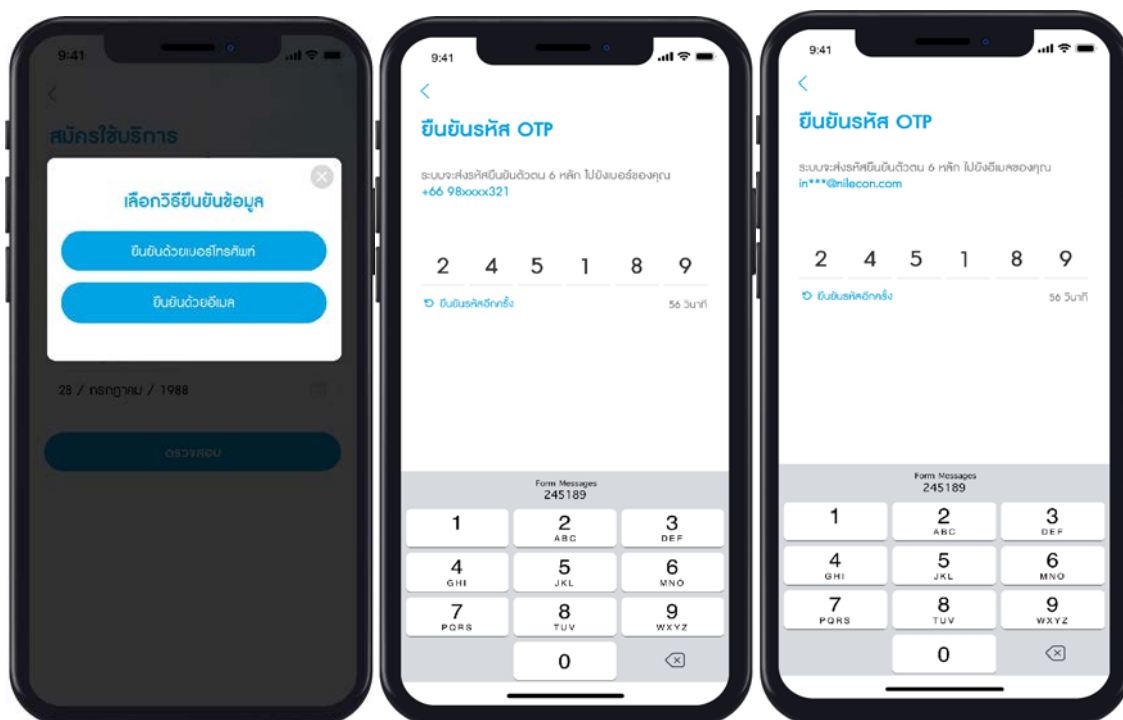 9:41
สมัครใช้บริการ
เลือกวิธียืนยันข้อมูล
ยืนยันด้วยเบอร์โทรศัพท์
ยืนยันด้วยอีเมล
28 / กรกฎาคม / 1988
ตรวจสอบ
9:41
ยืนยันรหัส OTP
ระบบจะส่งรหัสยืนยันตัวตน 6 หลัก ไปยังเบอร์ของคุณ
+66 98xxxx321
2 4 5 1 8 9
ยืนยันรหัสอีกครั้ง 56 วินาที
Form Messages
245189
1 2 3
ABC DEF
4 5 6
GHI JKL MNO
7 8 9
PQRS TUV WXYZ
0
9:41
ยืนยันรหัส OTP
ระบบจะส่งรหัสยืนยันตัวตน 6 หลัก ไปยังอีเมลของคุณ
in***@nilecon.com
2 4 5 1 8 9
ยืนยันรหัสอีกครั้ง 56 วินาที
Form Messages
245189
1 2 3
ABC DEF
4 5 6
GHI JKL MNO
7 8 9
PQRS TUV WXYZ
0